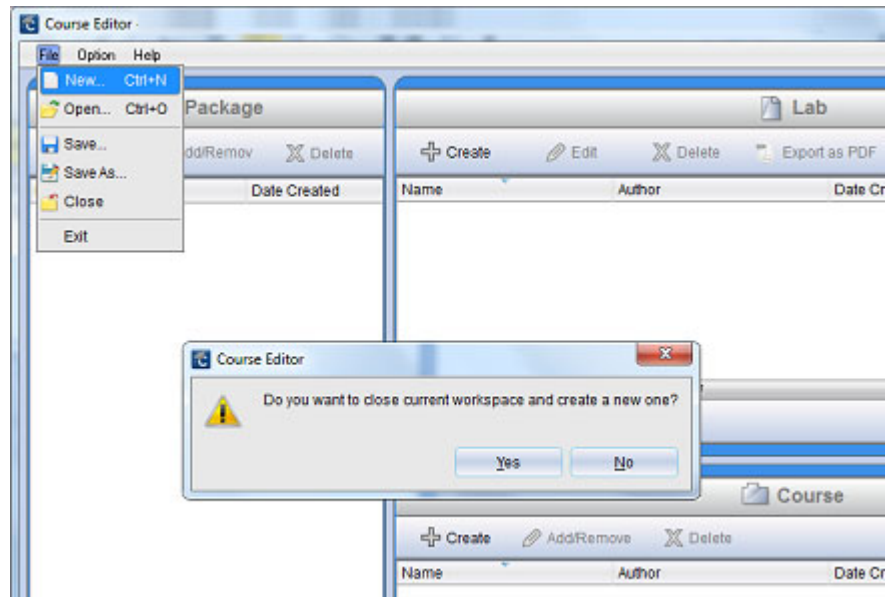 Course Editor -
File Option Help
New... Ctrl+N
Open... Ctrl+O
Save...
Save As...
Close
Exit
Package
dd/Remov Delete
Date Created
Lab
Create Edit Delete Export as PDF
Name Author Date Cr
Course Editor
Do you want to close current workspace and create a new one?
Yes No
Course
Create Add/Remove Delete
Name Author Date Cr